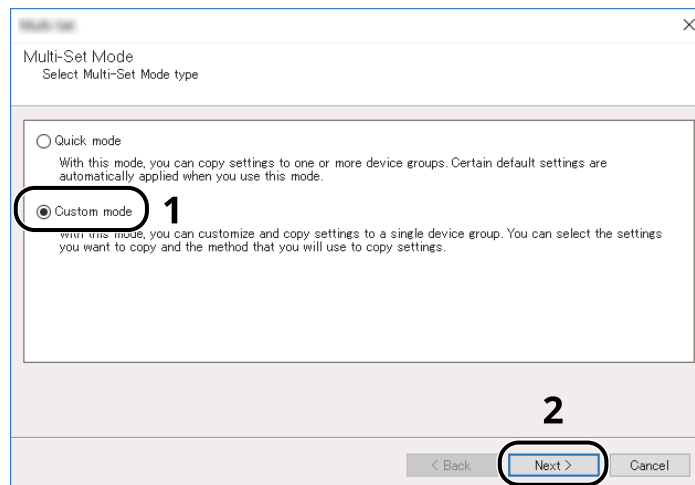 Multi-Set Mode
Select Multi-Set Mode type
Quick mode
With this mode, you can copy settings to one or more device groups. Certain default settings are
automatically applied when you use this mode.
Custom mode 1
With this mode, you can customize and copy settings to a single device group. You can select the settings
you want to copy and the method that you will use to copy settings.
2
< Back Next > Cancel